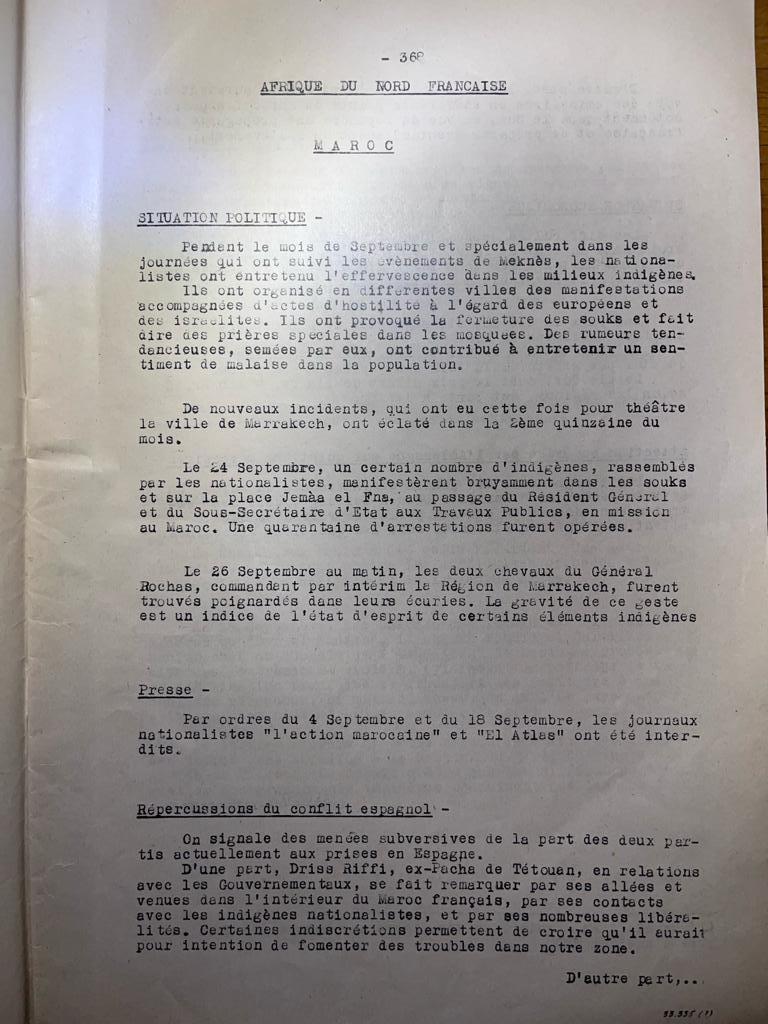 - 368
AFRIQUE DU NORD FRANCAISE
M A R O C
SITUATION POLITIQUE -
Pendant le mois de Septembre et spécialement dans les
journées qui ont suivi les évènements de Meknès, les nationa-
listes ont entretenu l'effervescence dans les milieux indigènes.
Ils ont organisé en différentes villes des manifestations
accompagnées d'actes d'hostilité à l'égard des européens et
des israelites. Ils ont provoqué la fermeture des souks et fait
dire des prières spéciales dans les mosquées. Des rumeurs ten-
dancieuses, semées par eux, ont contribué à entretenir un sen-
timent de malaise dans la population.
De nouveaux incidents, qui ont eu cette fois pour théâtre
la ville de Marrakech, ont éclaté dans la 2ème quinzaine du
mois.
Le 24 Septembre, un certain nombre d'indigènes, rassemblés
par les nationalistes, manifestèrent bruyamment dans les souks
et sur la place Jemàa el Fna, au passage du Résident Général
et du Sous-Secrétaire d'Etat aux Travaux Publics, en mission
au Maroc. Une quarantaine d'arrestations furent opérées.
Le 26 Septembre au matin, les deux chevaux du Général
Rochas, commandant par intérim la Région de Marrakech, furent
trouvés poignardés dans leurs écuries. La gravité de ce geste
est un indice de l'état d'esprit de certains éléments indigènes
Presse -
Par ordres du 4 Septembre et du 18 Septembre, les journaux
nationalistes "l'action marocaine" et "El Atlas" ont été inter-
dits.
Répercussions du conflit espagnol -
On signale des menées subversives de la part des deux par-
tis actuellement aux prises en Espagne.
D'une part, Driss Riffi, ex-Pacha de Tétouan, en relations
avec les Gouvernementaux, se fait remarquer par ses allées et
venues dans l'intérieur du Maroc français, par ses contacts
avec les indigènes nationalistes, et par ses nombreuses libéra-
lités. Certaines indiscrétions permettent de croire qu'il aurait
pour intention de fomenter des troubles dans notre zone.
D'autre part,..
33.335 (1)